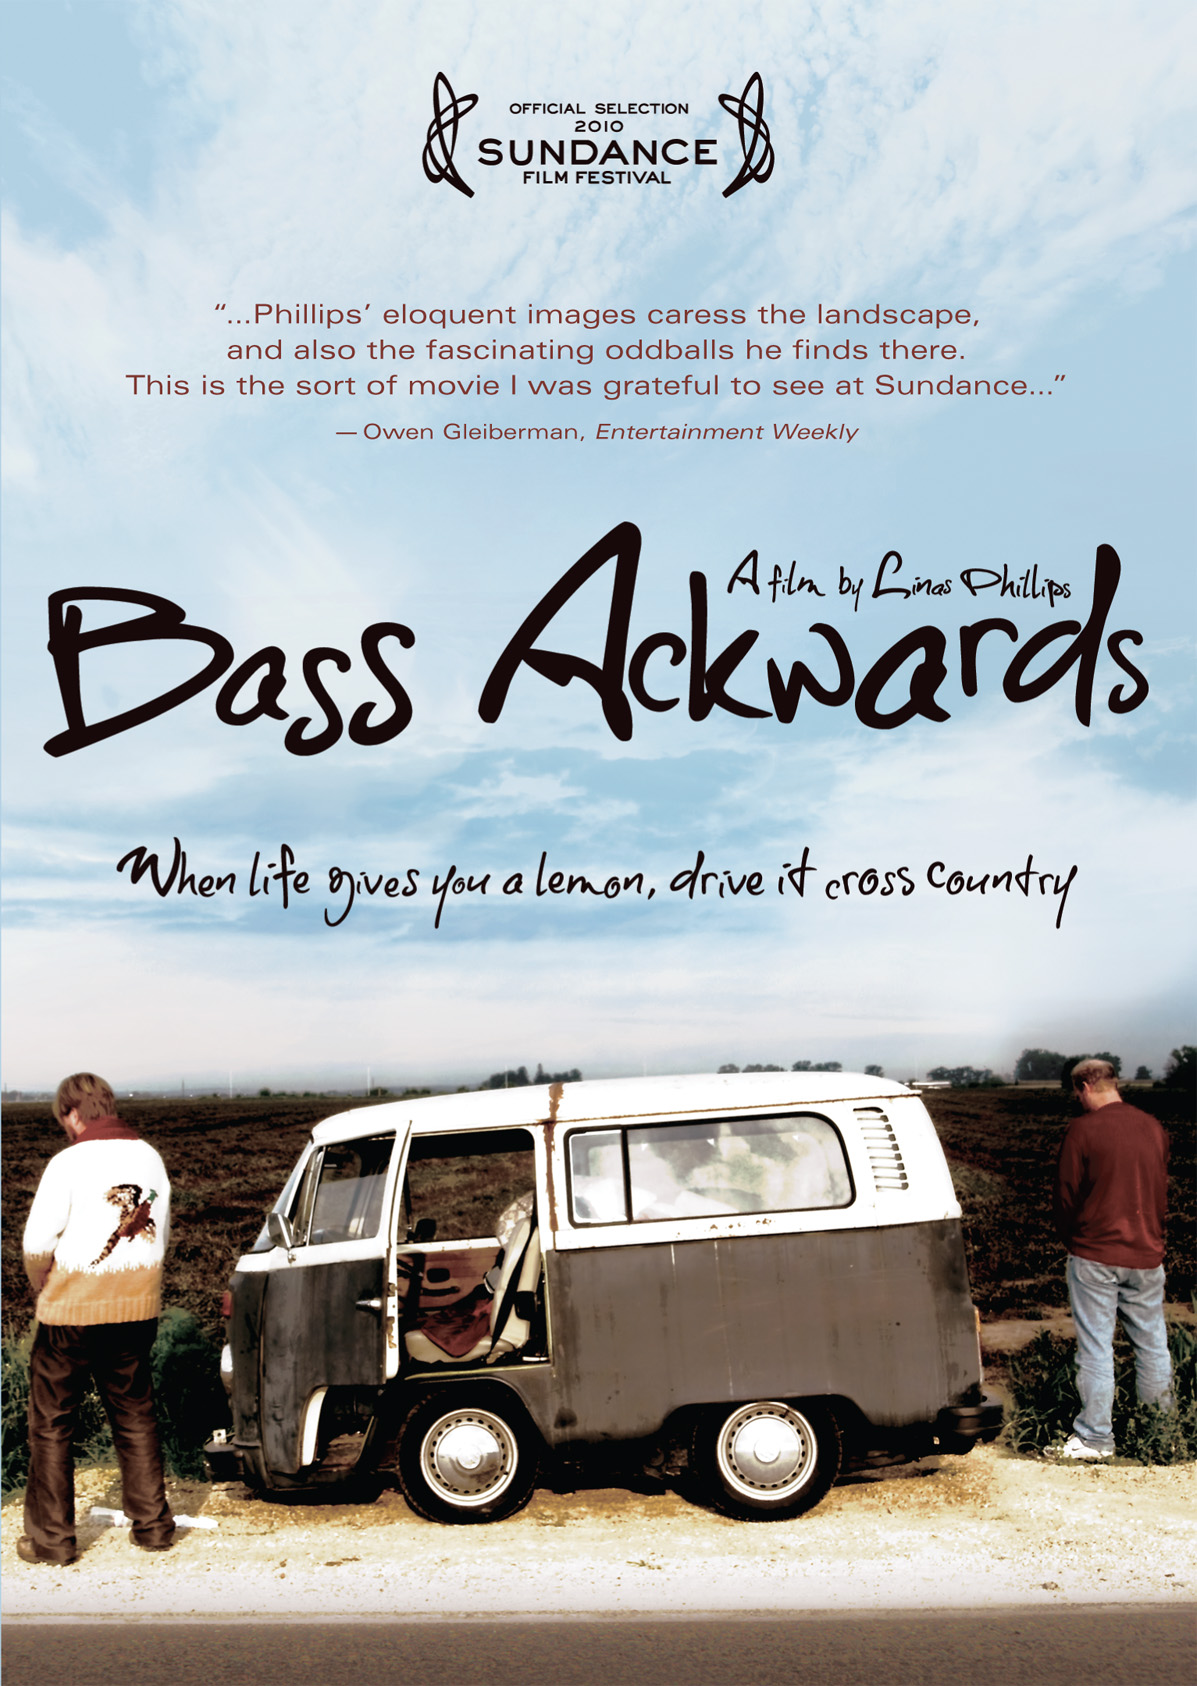 OFFICIAL SELECTION
2010
SUNDANCE
FILM FESTIVAL
“...Phillips’ eloquent images caress the landscape,
and also the fascinating oddballs he finds there.
This is the sort of movie I was grateful to see at Sundance...”
— Owen Gleiberman, Entertainment Weekly
A film by Linas Phillips
Bass Ackwards
When life gives you a lemon, drive it cross country